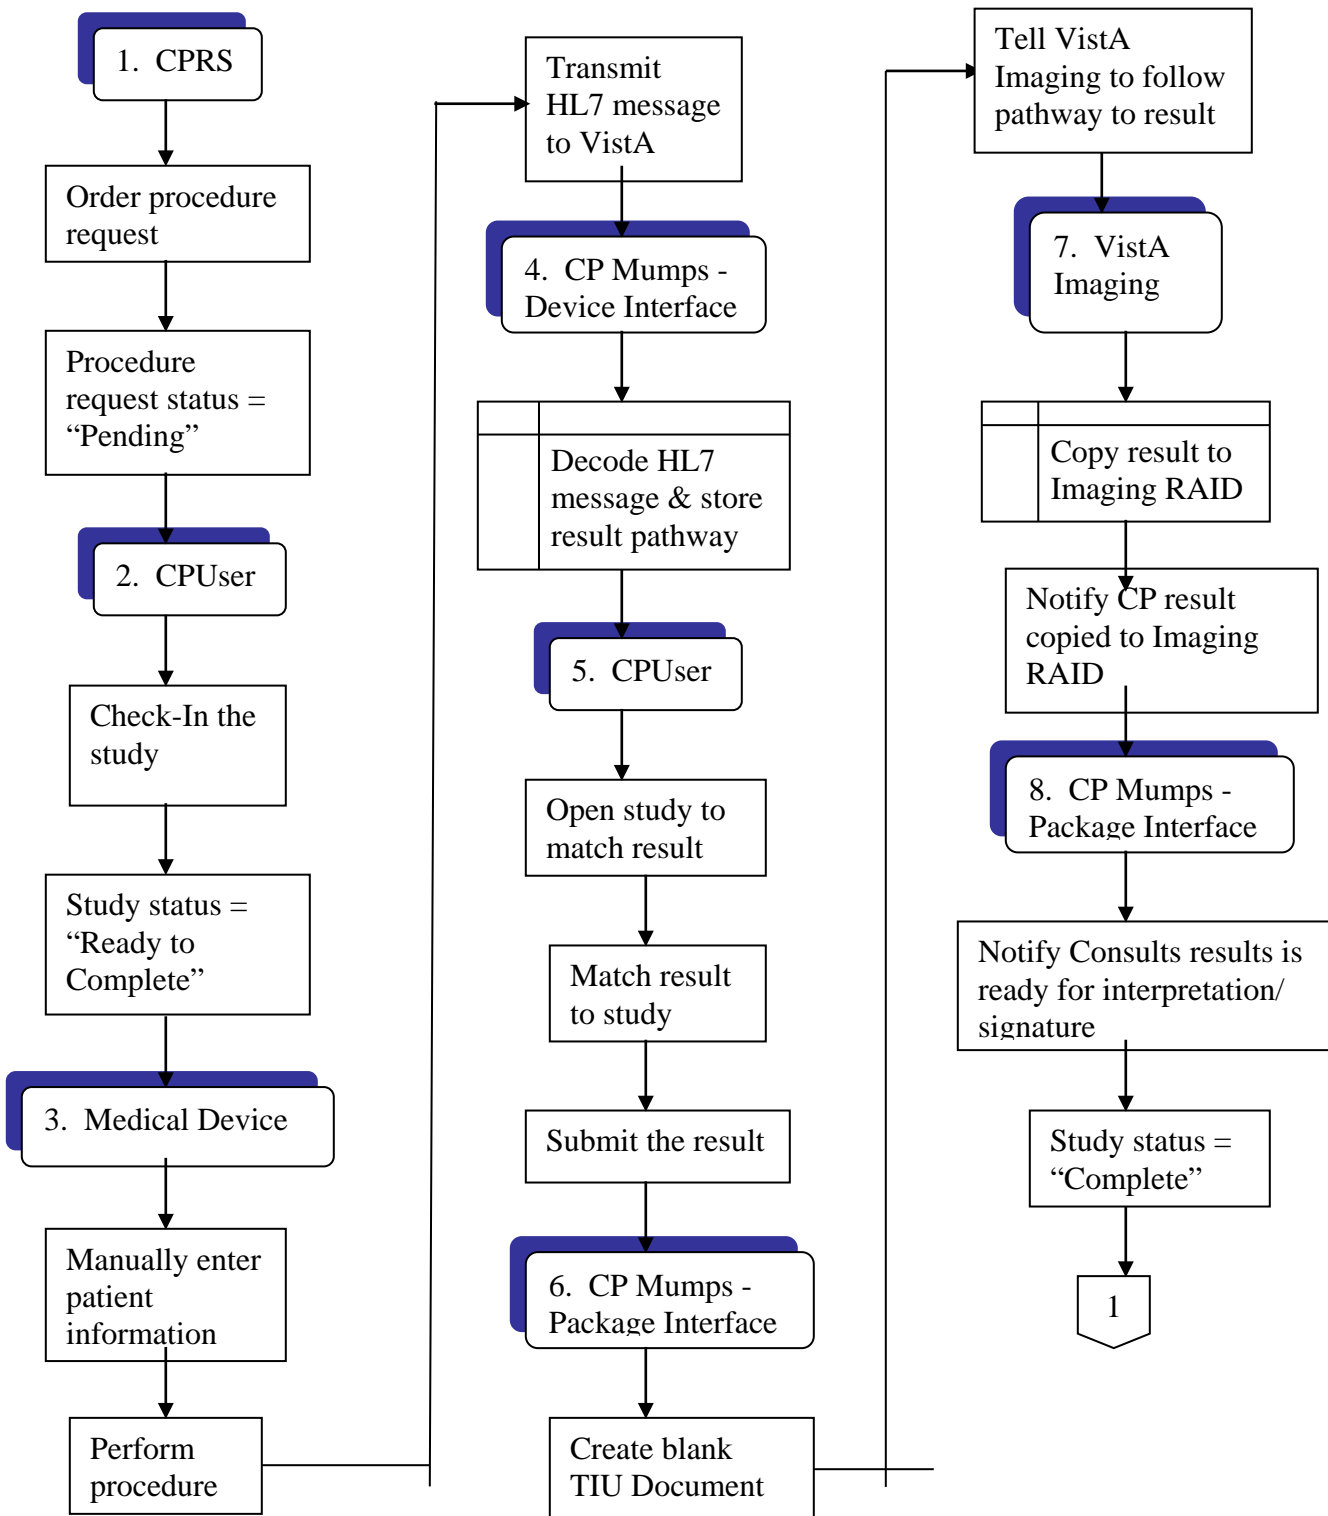 1. CPRS
Order procedure
request
Procedure
request status =
“Pending”
2. CPUser
Check-In the
study
Study status =
“Ready to
Complete”
3. Medical Device
Manually enter
patient
information
Perform
procedure
Transmit
HL7 message
to VistA
4. CP Mumps -
Device Interface
Decode HL7
message & store
result pathway
5. CPUser
Open study to
match result
Match result
to study
Submit the result
6. CP Mumps -
Package Interface
Create blank
TIU Document
Tell VistA
Imaging to follow
pathway to result
7. VistA
Imaging
Copy result to
Imaging RAID
Notify CP result
copied to Imaging
RAID
8. CP Mumps -
Package Interface
Notify Consults results is
ready for interpretation/
signature
Study status =
“Complete”
1